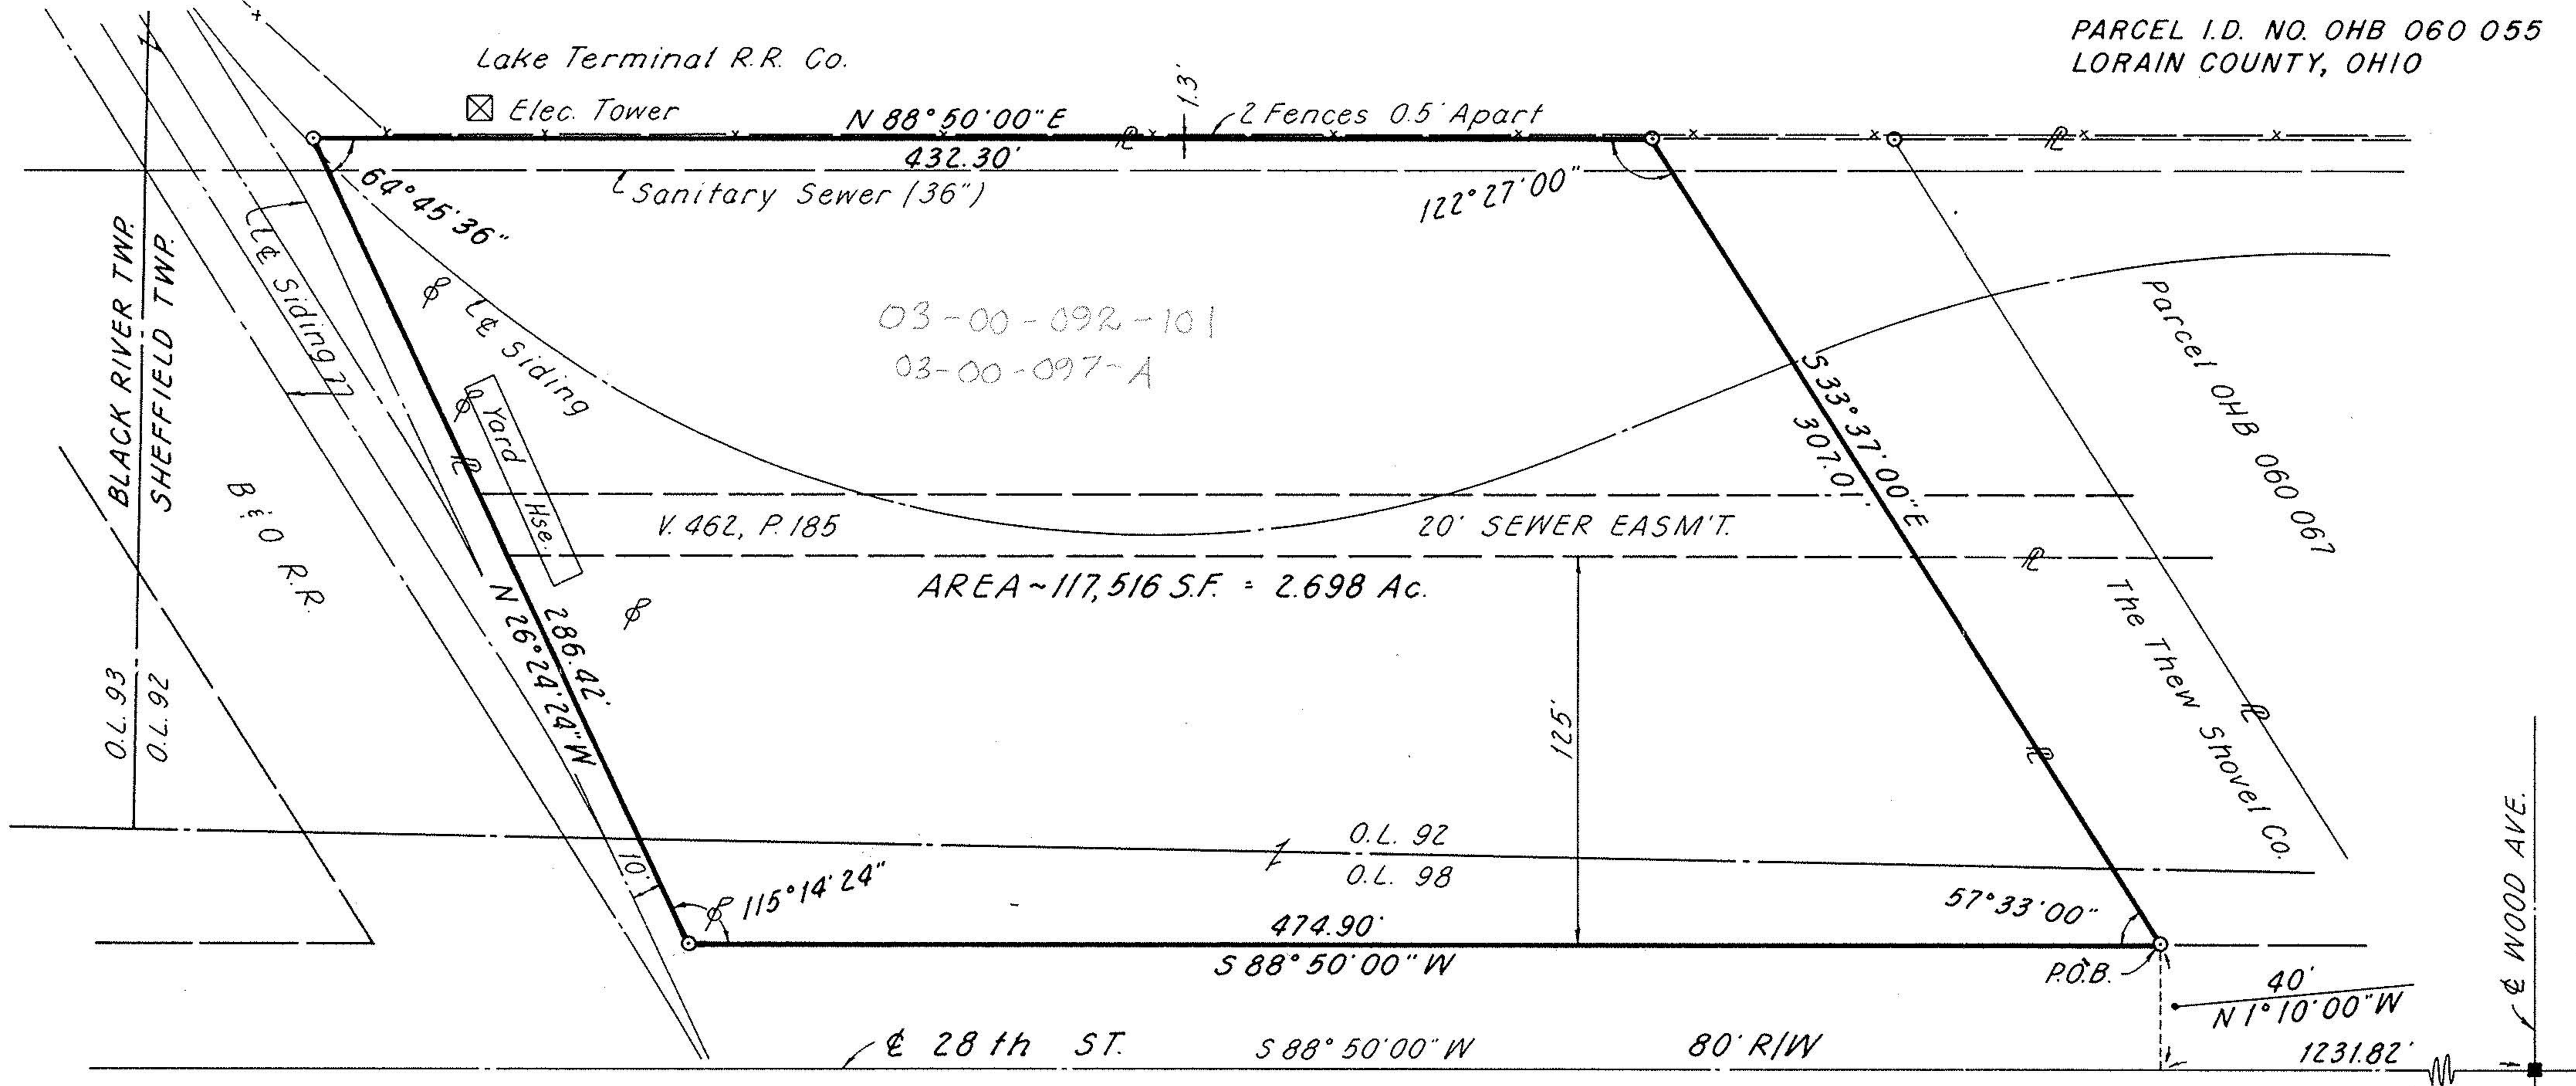 PARCEL I.D. NO. OHB 060 055
LORAIN COUNTY, OHIO
Lake Terminal R.R. Co.
Elec. Tower
N 88° 50' 00" E
1.3'
2 Fences 0.5' Apart
432.30'
Sanitary Sewer (36")
64° 45' 36"
122° 27' 00"
BLACK RIVER TWP.
SHEFFIELD TWP.
℄ Siding
℄ Siding
03-00-092-101
03-00-097-A
S 33° 37' 00" E
307.01'
Parcel OHB 060 067
The Thew Shovel Co.
B & O R.R.
Yard
Hse.
V. 462, P. 185
20' SEWER EASM'T.
AREA ~ 117,516 S.F. = 2.698 Ac.
286.42'
N 26° 24' 24" W
125'
O.L. 93
O.L. 92
O.L. 92
O.L. 98
10'
115° 14' 24"
57° 33' 00"
474.90'
S 88° 50' 00" W
P.O.B.
40'
N 1° 10' 00" W
℄ WOOD AVE.
℄ 28th ST.
S 88° 50' 00" W
80' R/W
1231.82'